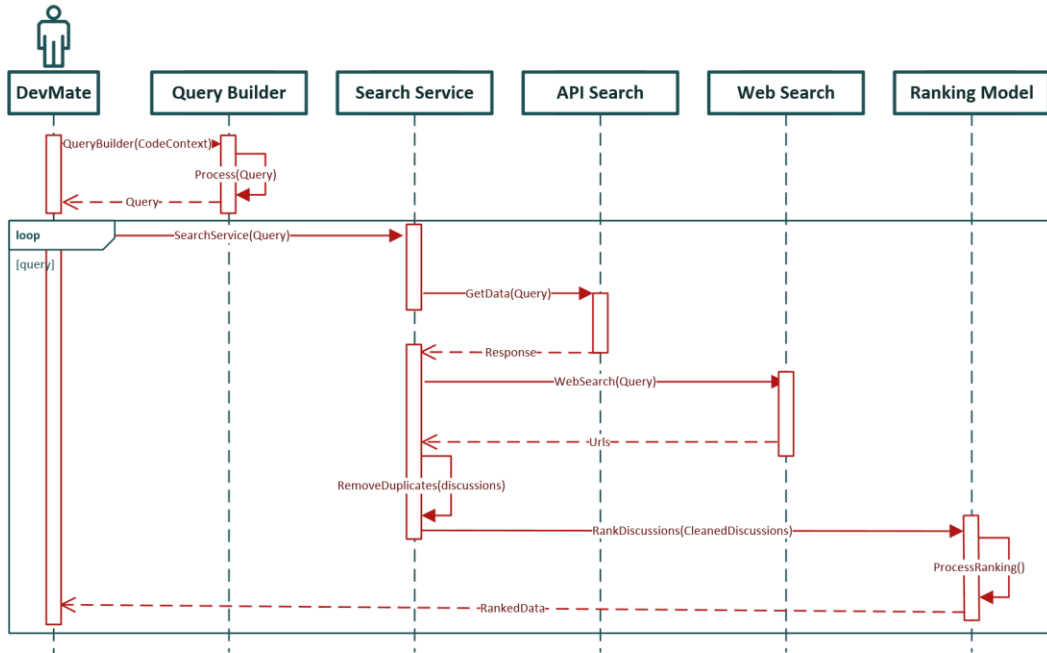 DevMate
Query Builder
Search Service
API Search
Web Search
Ranking Model
QueryBuilder(CodeContext)
Process(Query)
Query
loop
SearchService(Query)
[query]
GetData(Query)
Response
WebSearch(Query)
Urls
RemoveDuplicates(discussions)
RankDiscussions(CleanedDiscussions)
ProcessRanking()
RankedData